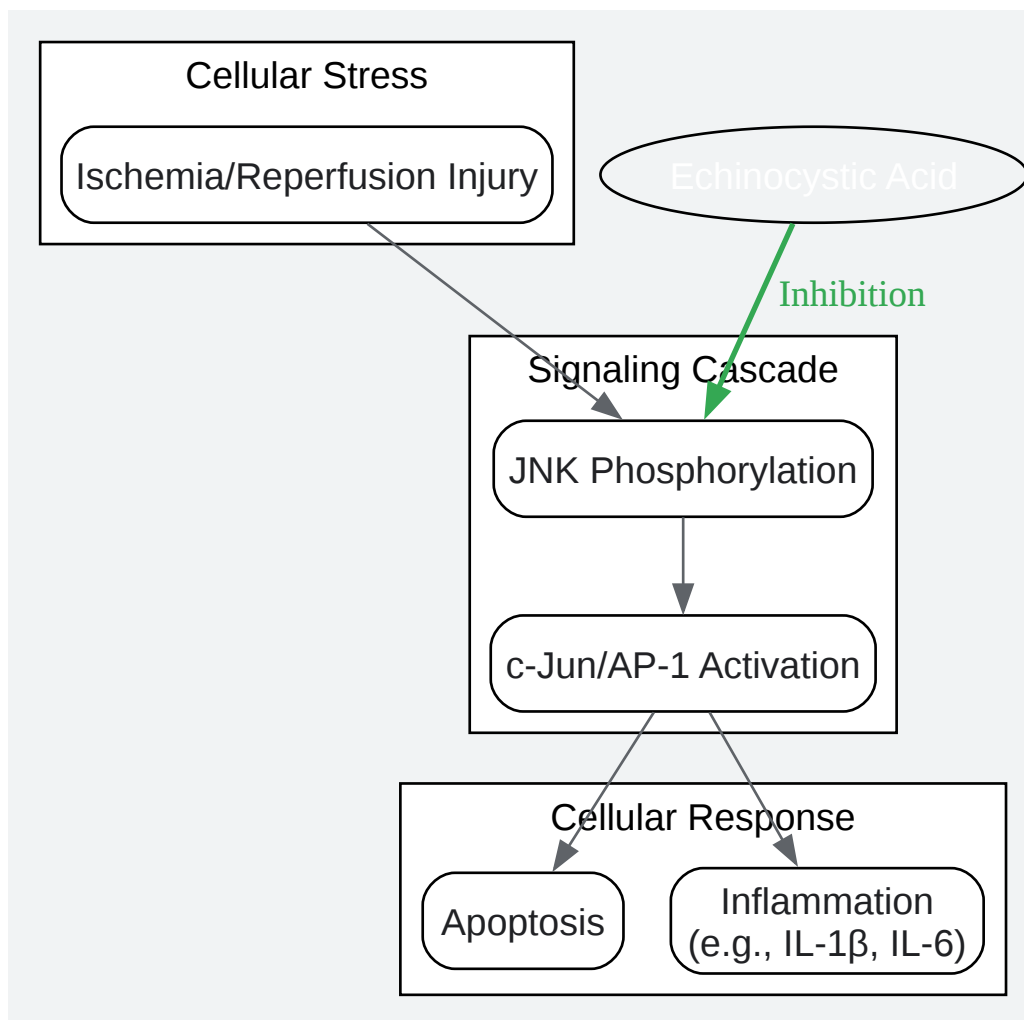 Cellular Stress
Ischemia/Reperfusion Injury
Echinocystic Acid
Inhibition
Signaling Cascade
JNK Phosphorylation
c-Jun/AP-1 Activation
Cellular Response
Apoptosis
Inflammation
(e.g., IL-1β, IL-6)